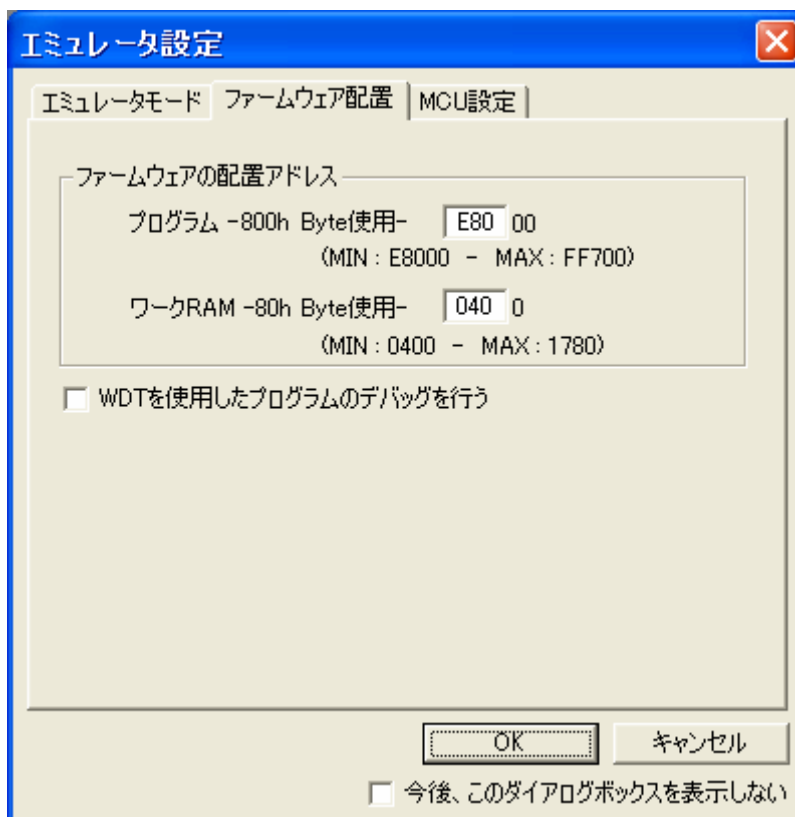 エミュレータ設定
エミュレータモード ファームウェア配置 MCU設定
ファームウェアの配置アドレス
プログラム -800h Byte使用- E80 00
(MIN : E8000 - MAX : FF700)
ワークRAM -80h Byte使用- 040 0
(MIN : 0400 - MAX : 1780)
WDTを使用したプログラムのデバッグを行う
OK キャンセル
今後、このダイアログボックスを表示しない